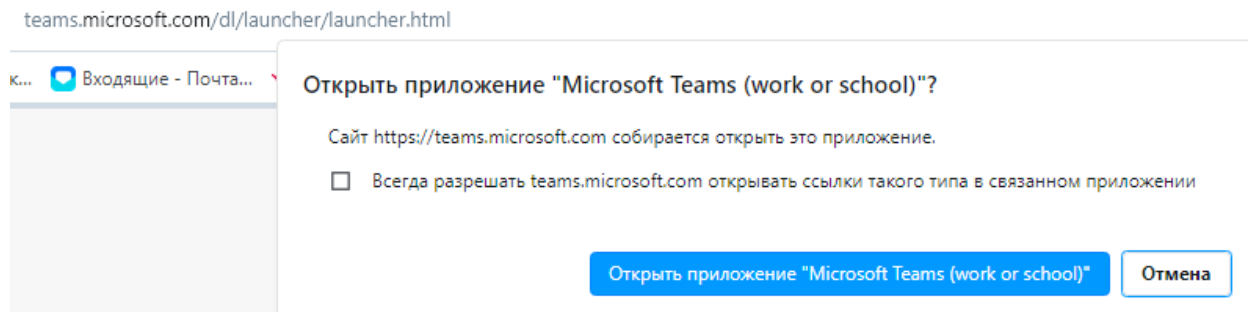 teams.microsoft.com/dl/launcher/launcher.html
к... Входящие - Почта...
Открыть приложение "Microsoft Teams (work or school)"?
Сайт https://teams.microsoft.com собирается открыть это приложение.
Всегда разрешать teams.microsoft.com открывать ссылки такого типа в связанном приложении
Открыть приложение "Microsoft Teams (work or school)" Отмена